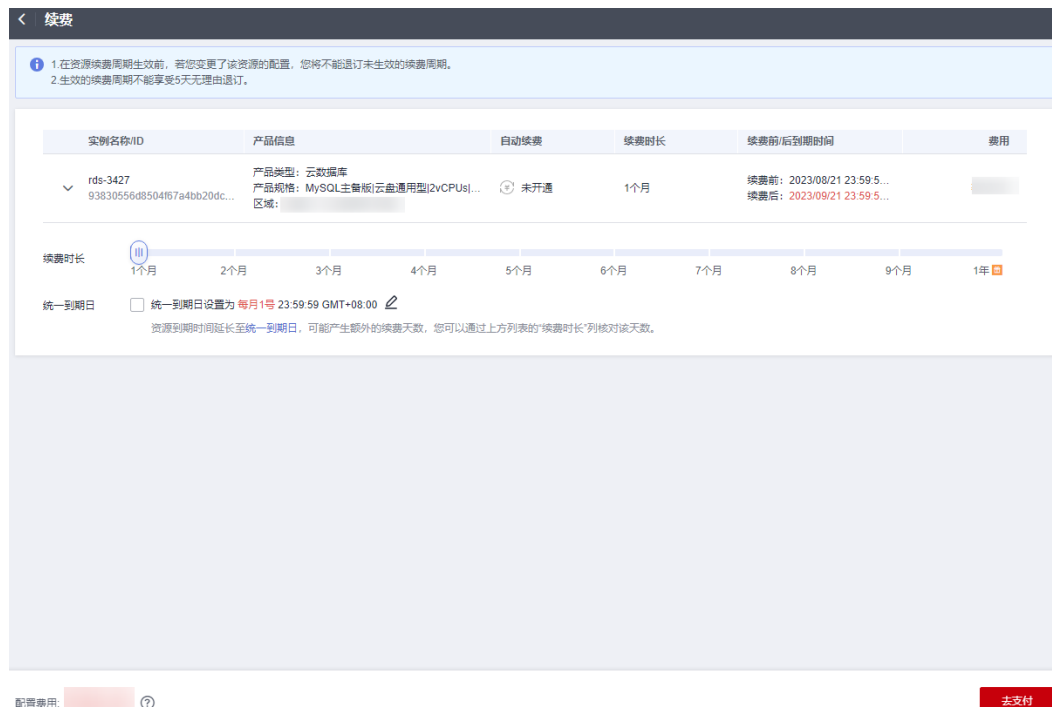 续费
1.在资源续费周期生效前，若您变更了该资源的配置，您将不能退订未生效的续费周期。
2.生效的续费周期不能享受5天无理由退订。
实例名称/ID 产品信息 自动续费 续费时长 续费前/后到期时间 费用
rds-3427
93830556d8504f67a4bb20dc...
产品类型：云数据库
产品规格：MySQL主备版|云盘通用型|2vCPUs|...
区域：
未开通
1个月
续费前：2023/08/21 23:59:5...
续费后：2023/09/21 23:59:5...
续费时长
1个月 2个月 3个月 4个月 5个月 6个月 7个月 8个月 9个月 1年
统一到期日 统一到期日设置为 每月1号 23:59:59 GMT+08:00
资源到期时间延长至统一到期日，可能产生额外的续费天数，您可以通过上方列表的“续费时长”列核对该天数。
配置费用:
去支付